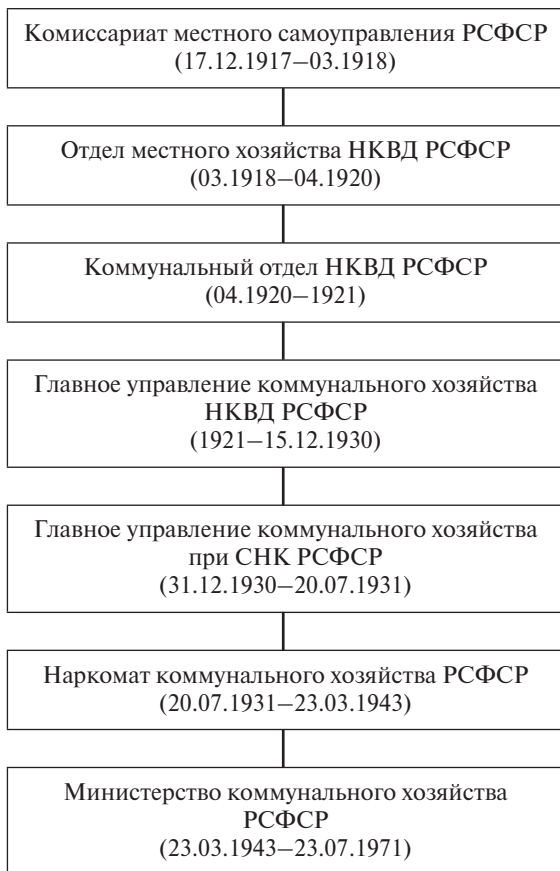 Комиссариат местного самоуправления РСФСР
(17.12.1917–03.1918)
Отдел местного хозяйства НКВД РСФСР
(03.1918–04.1920)
Коммунальный отдел НКВД РСФСР
(04.1920–1921)
Главное управление коммунального хозяйства
НКВД РСФСР
(1921–15.12.1930)
Главное управление коммунального хозяйства
при СНК РСФСР
(31.12.1930–20.07.1931)
Наркомат коммунального хозяйства РСФСР
(20.07.1931–23.03.1943)
Министерство коммунального хозяйства
РСФСР
(23.03.1943–23.07.1971)